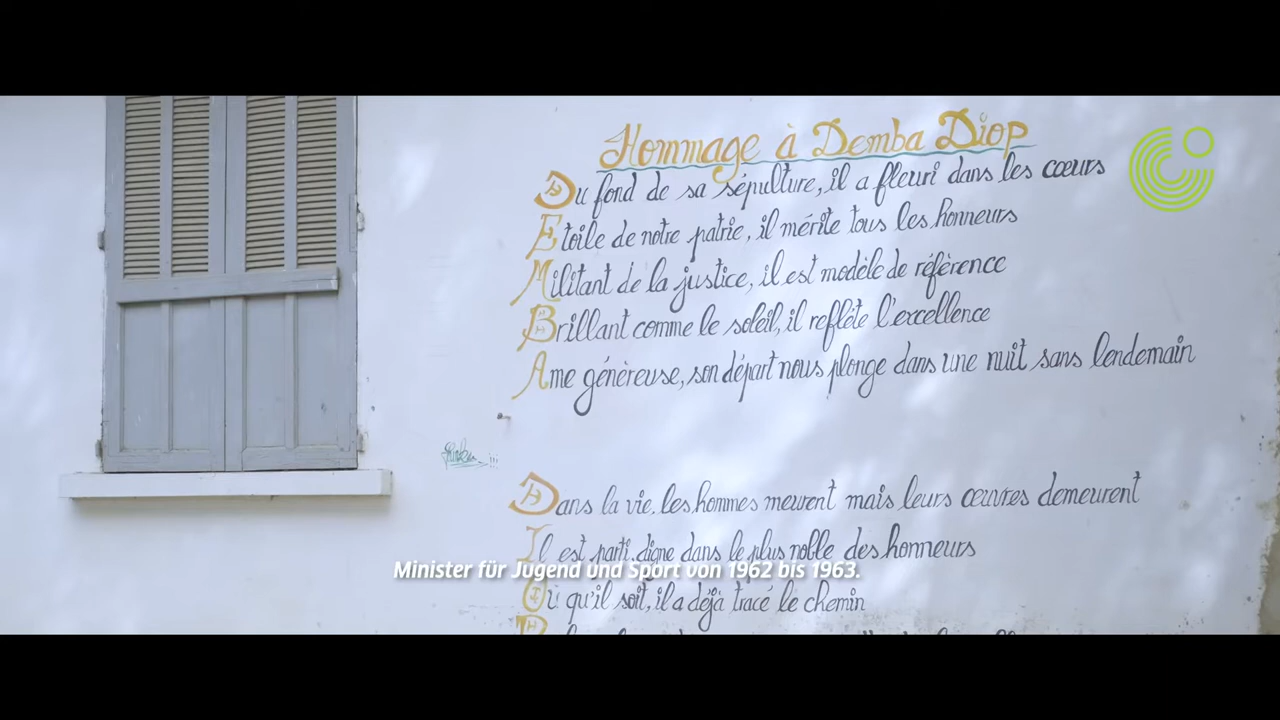 Hommage à Demba Diop
Du fond de sa sépulture, il a fleuri dans les cœurs
Etoile de notre patrie, il mérite tous les honneurs
Militant de la justice, il est modèle de référence
Brillant comme le soleil, il reflète l'excellence
Ame généreuse, son départ nous plonge dans une nuit sans lendemain
Dans la vie, les hommes meurent mais leurs œuvres demeurent
Il est parti, digne dans le plus noble des honneurs
Minister für Jugend und Sport von 1962 bis 1963.
Où qu'il soit, il a déjà tracé le chemin